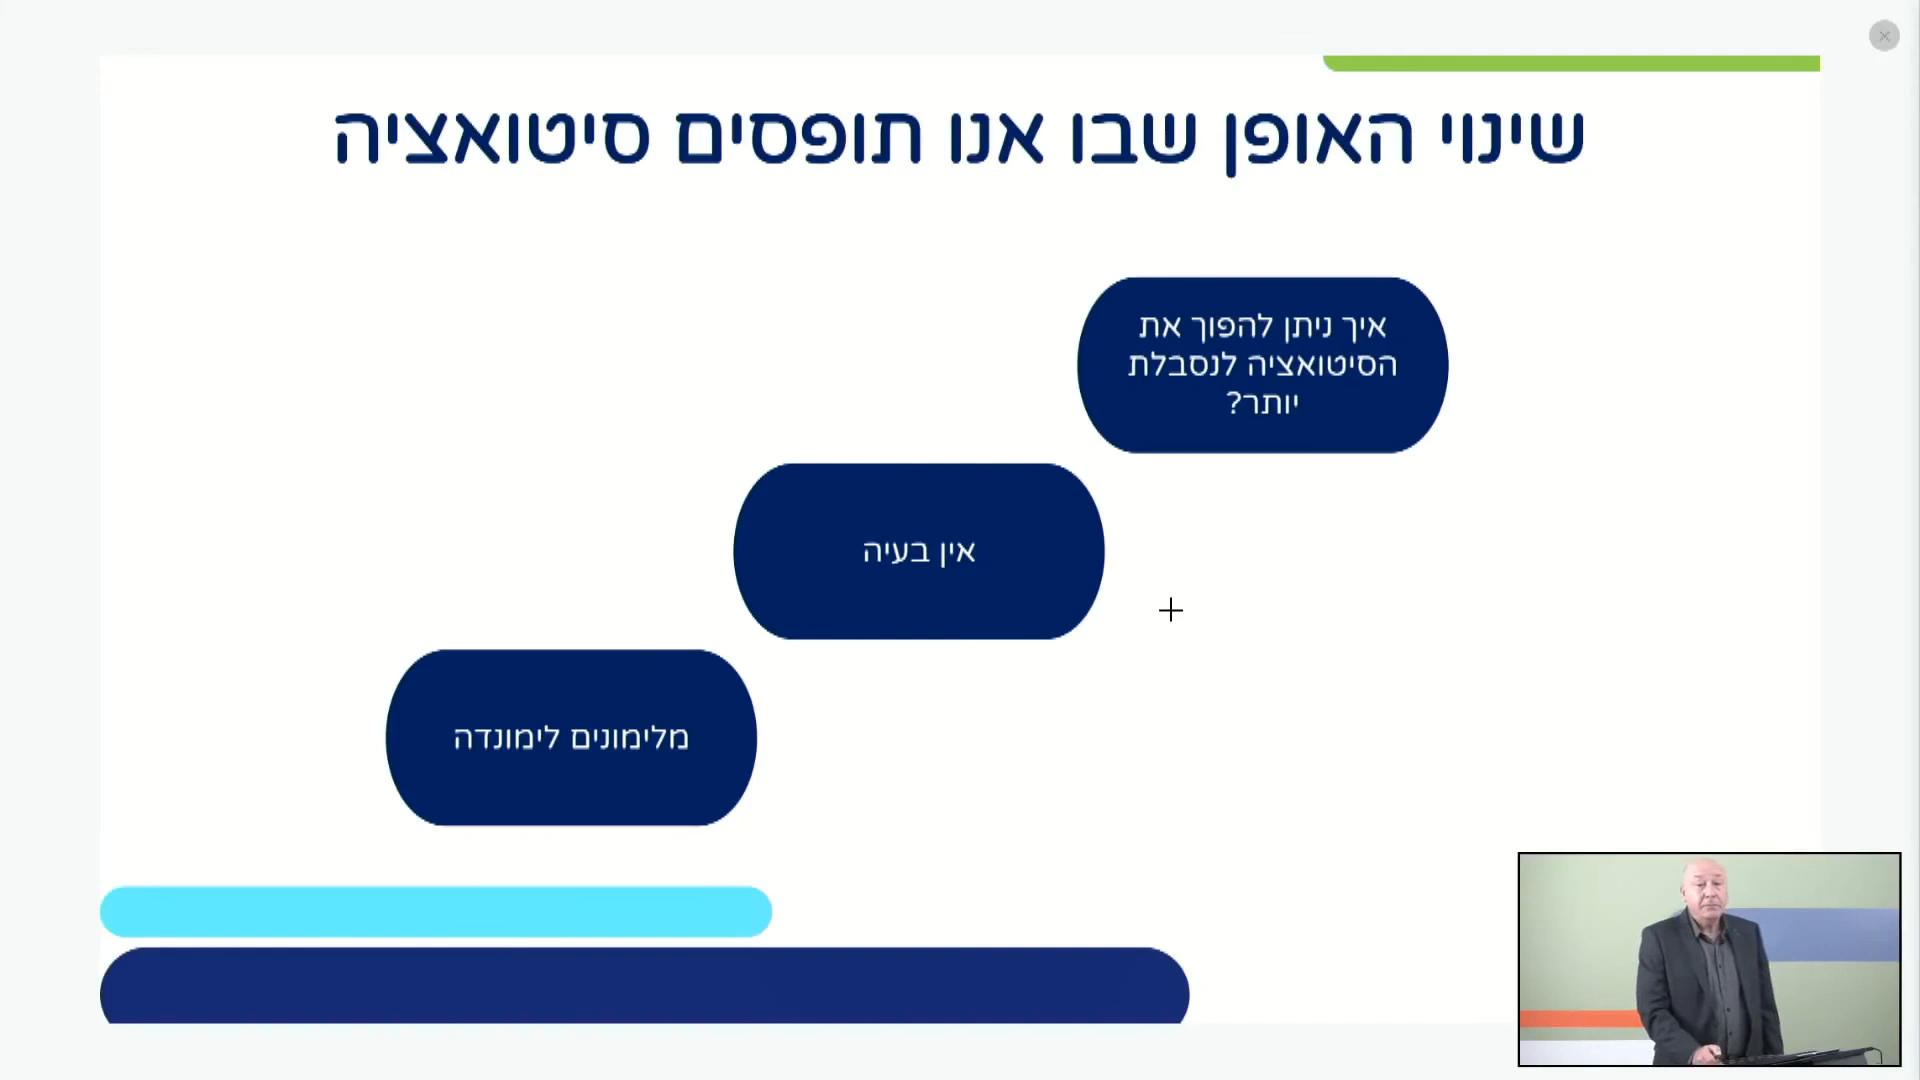 שינוי האופן שבו אנו תופסים סיטואציה
איך ניתן להפוך את
הסיטואציה לנסבלת
יותר?
אין בעיה
מלימונים לימונדה